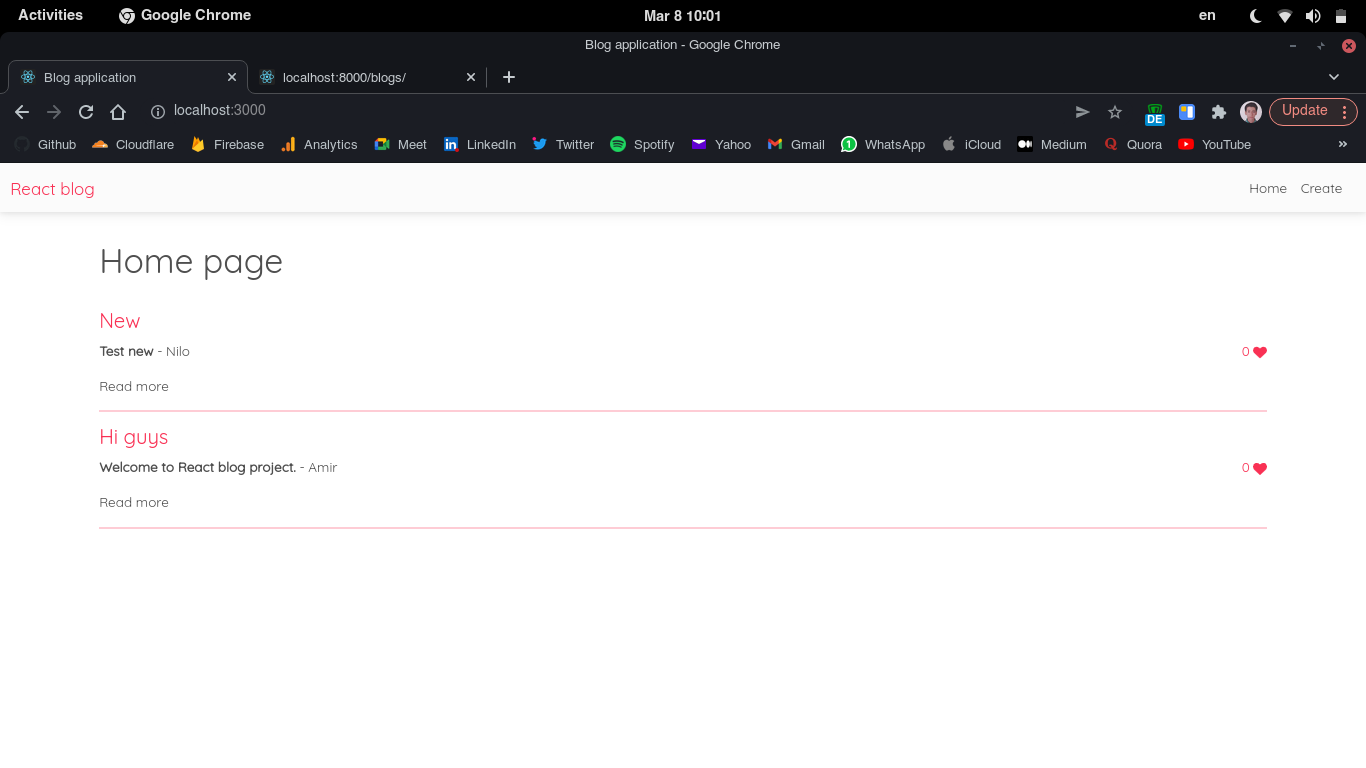 Activities Google Chrome Mar 8 10:01 en
Blog application - Google Chrome
Blog application localhost:8000/blogs/
localhost:3000 DE Update
Github Cloudflare Firebase Analytics Meet LinkedIn Twitter Spotify Yahoo Gmail 1 WhatsApp iCloud Medium Quora YouTube »
React blog Home Create
Home page
New
Test new - Nilo 0
Read more
Hi guys
Welcome to React blog project. - Amir 0
Read more